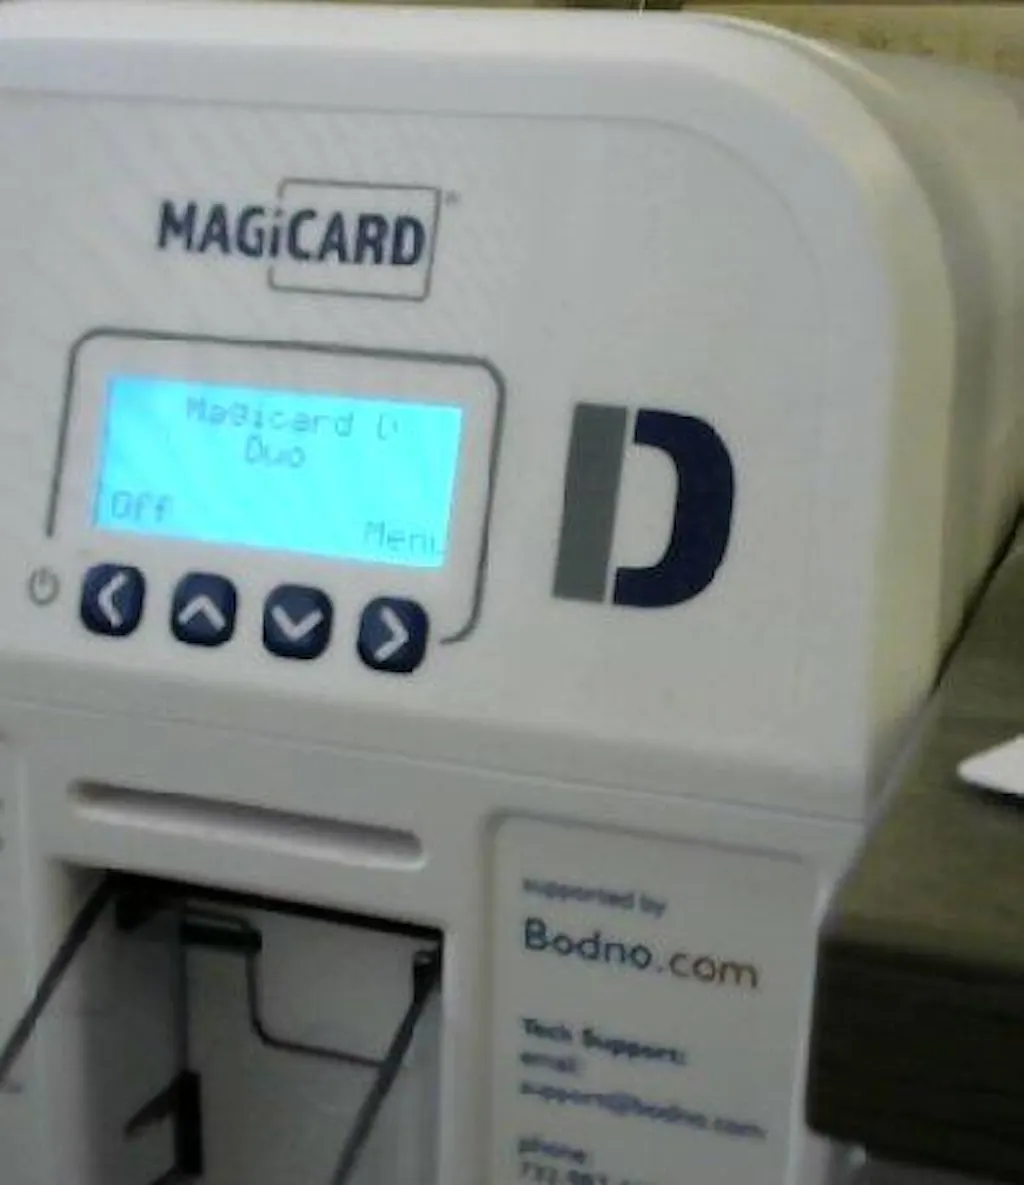 MAGiCARD
Magicard
Duo
Off
Menu
D
supported by
Bodno.com
Tech Support:
email:
support@bodno.com
phone: